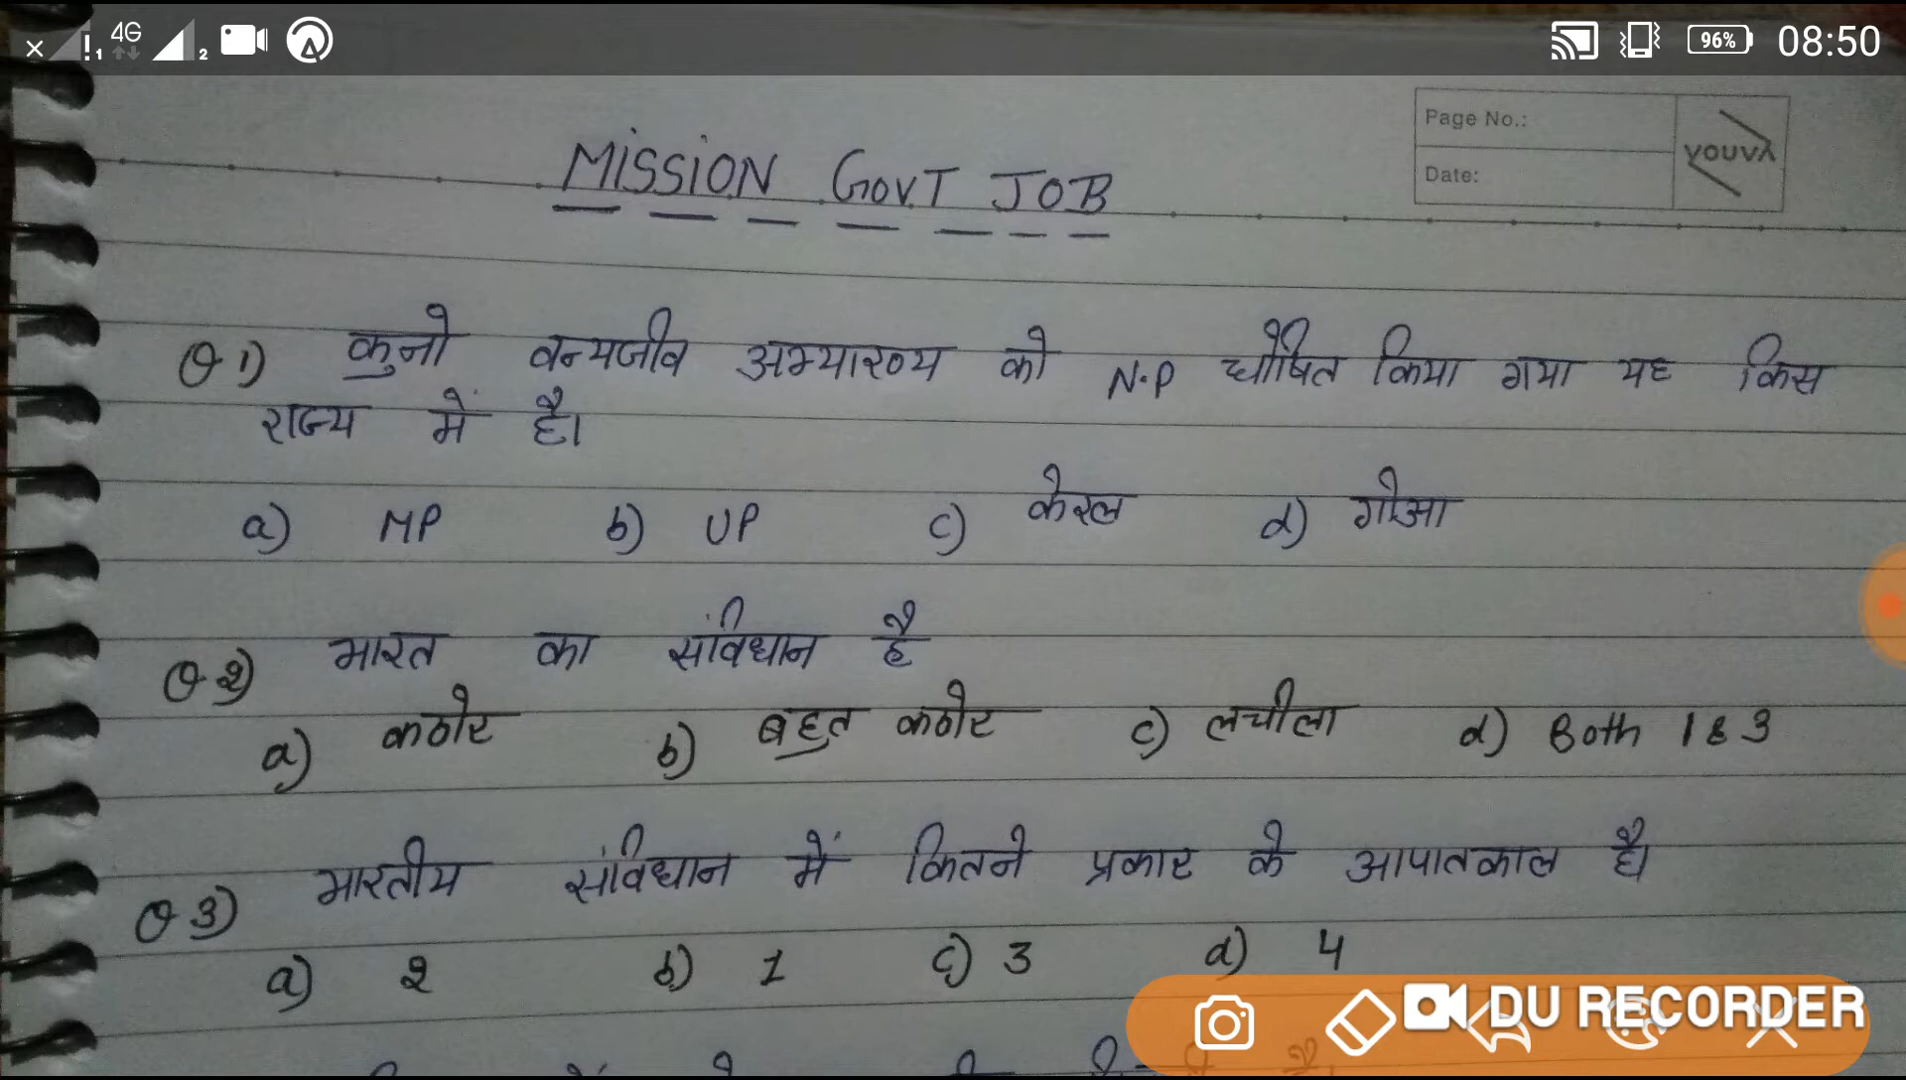 4G
1
2
96%
08:50
Page No.:
Date:
YOUVA
MISSION GOVT JOB
Q1) कुनो वन्यजीव अभ्यारण्य को N.P घोषित किया गया यह किस
राज्य में है।
a) MP b) UP c) केरल d) गोआ
Q2) भारत का संविधान है
a) कठोर b) बहुत कठोर c) लचीला d) Both 1 & 3
Q3) भारतीय संविधान में कितने प्रकार के आपातकाल है।
a) २ b) 1 c) 3 d) 4
DU RECORDER